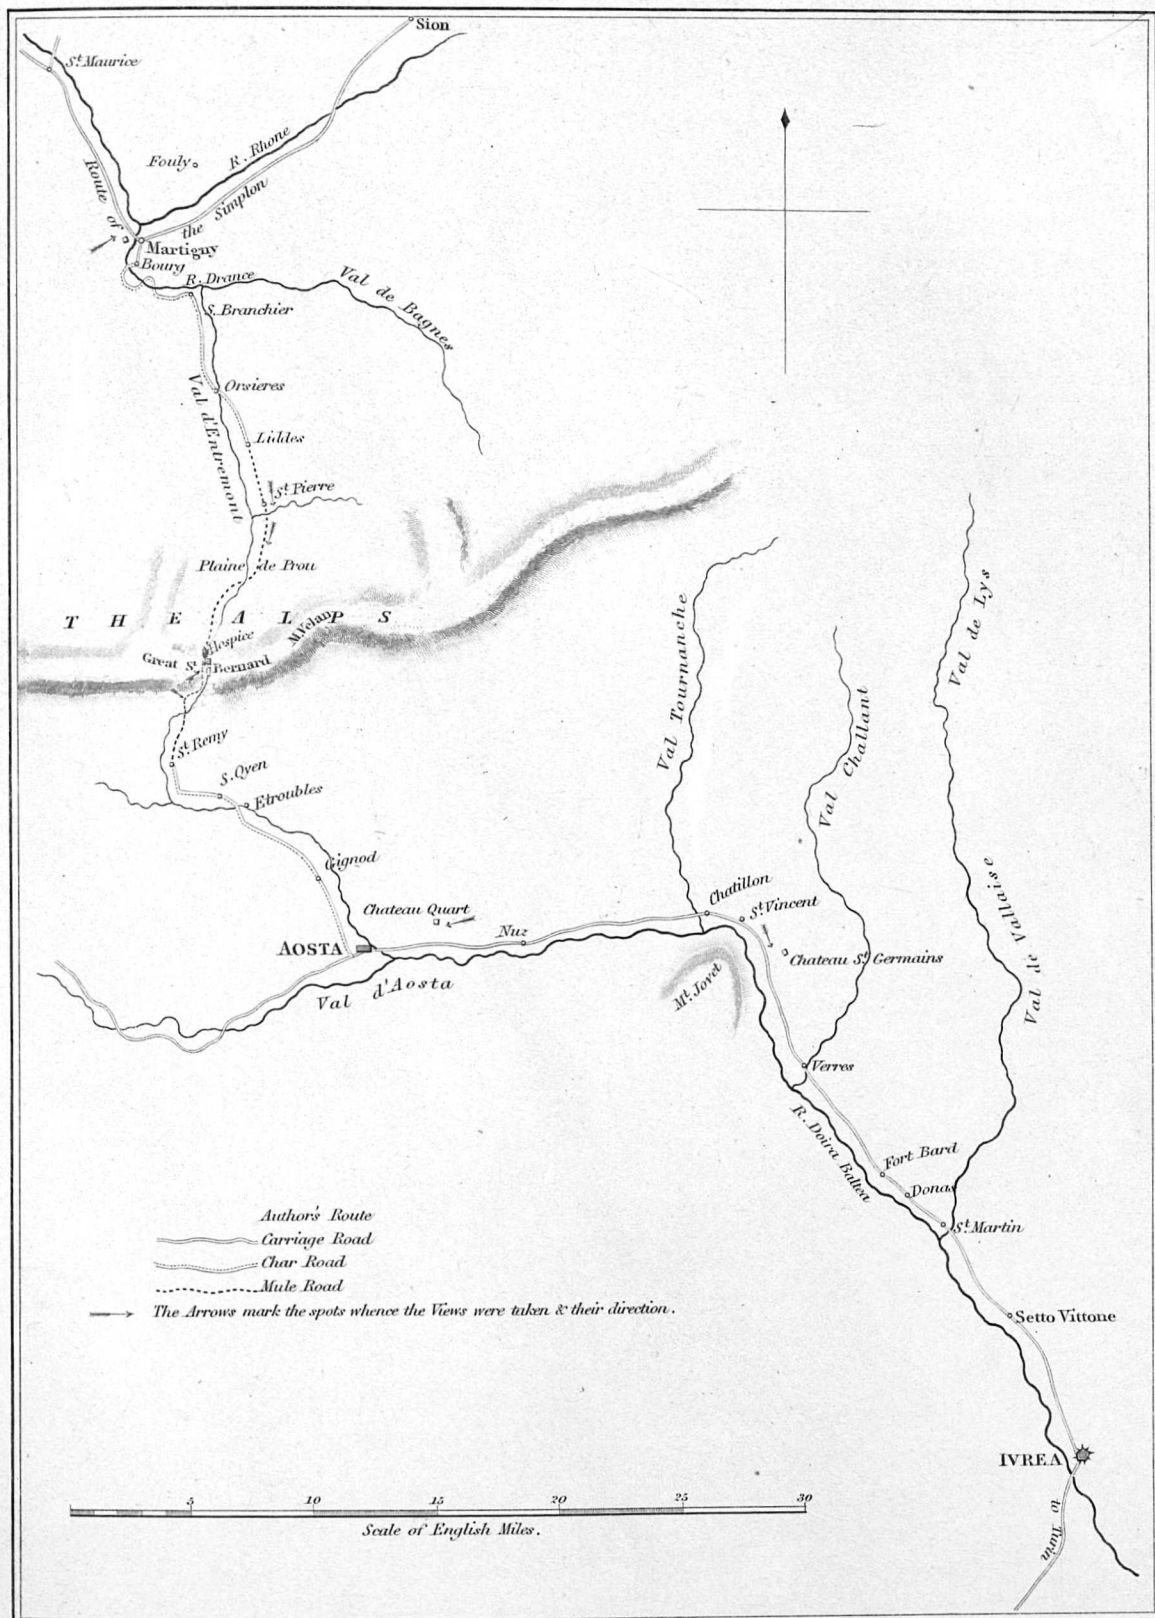 Sion
St. Maurice
Fouly
R. Rhone
Route of the Simplon
Martigny
Bourg
R. Drance
Val de Bagnes
S. Branchier
Orsieres
Val d'Entremont
Liddes
St. Pierre
Plaine de Prou
THE ALPS
M. Velan
Hospice
Great St. Bernard
St. Remy
S. Oyen
Etroubles
Gignod
Chateau Quart
AOSTA
Nuz
Val d'Aosta
Val Tournanche
Val Challant
Val de Lys
Val de Vallaise
Chatillon
St. Vincent
Chateau St. Germains
Mt. Jovet
Verres
R. Doira Baltea
Fort Bard
Donas
St. Martin
Setto Vittone
IVREA
to Turin
Author's Route
Carriage Road
Char Road
Mule Road
The Arrows mark the spots whence the Views were taken & their direction.
5 10 15 20 25 30
Scale of English Miles.